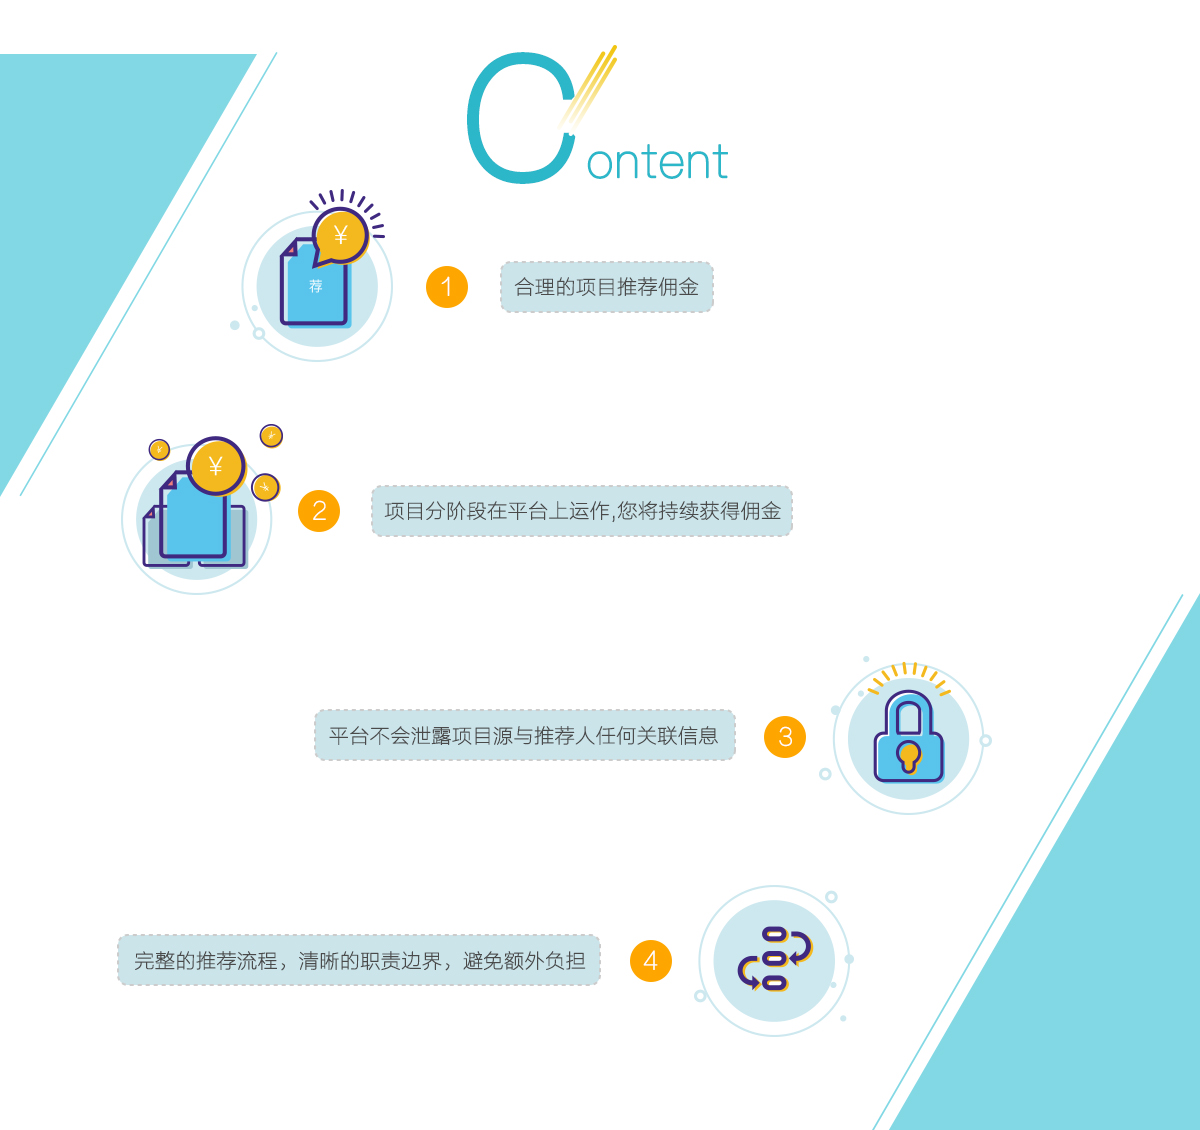 Content
¥
荐
1
合理的项目推荐佣金
¥
¥
¥
¥
2
项目分阶段在平台上运作,您将持续获得佣金
平台不会泄露项目源与推荐人任何关联信息
3
完整的推荐流程，清晰的职责边界，避免额外负担
4